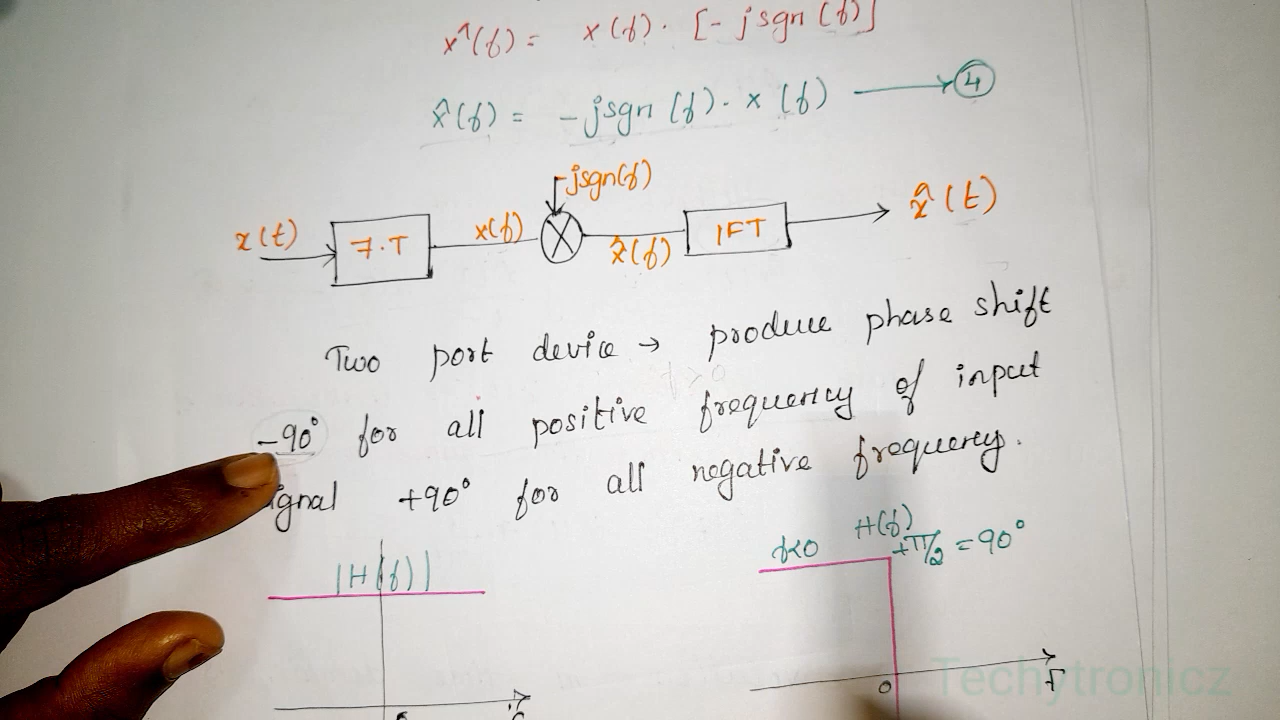 x^(f) = x(f). [-jsgn(f)]
x̂(f) = -jsgn(f). x(f) → 4
-jsgn(f)
x(t) F.T x(f) X x̂(f) IFT x̂(t)
Two port device → produce phase shift
-90° for all positive frequency of input
ignal +90° for all negative frequency.
|H(f)|
H(f)
f<0 +π/2 = 90°
0 f
Techytronicz